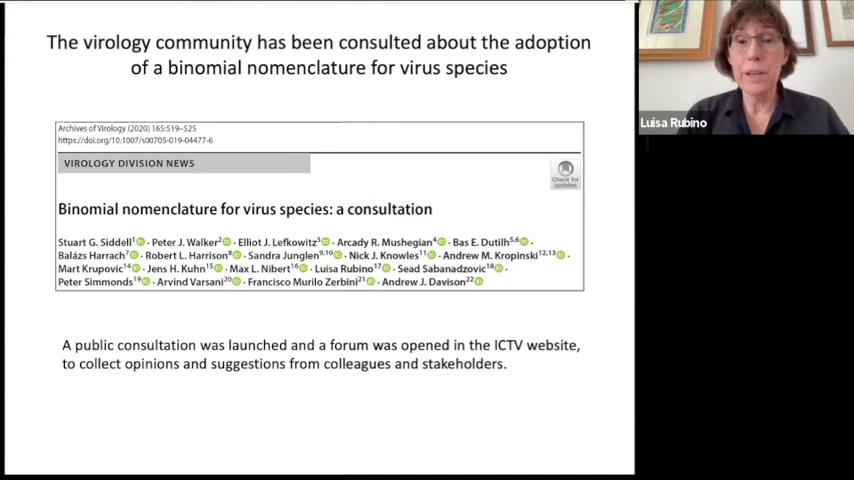 The virology community has been consulted about the adoption
of a binomial nomenclature for virus species
Archives of Virology (2020) 165:519–525
https://doi.org/10.1007/s00705-019-04477-6
VIROLOGY DIVISION NEWS
Check for
updates
Binomial nomenclature for virus species: a consultation
Stuart G. Siddell1 · Peter J. Walker2 · Elliot J. Lefkowitz3 · Arcady R. Mushegian4 · Bas E. Dutilh5,6 ·
Balázs Harrach7 · Robert L. Harrison8 · Sandra Junglen9,10 · Nick J. Knowles11 · Andrew M. Kropinski12,13 ·
Mart Krupovic14 · Jens H. Kuhn15 · Max L. Nibert16 · Luisa Rubino17 · Sead Sabanadzovic18 ·
Peter Simmonds19 · Arvind Varsani20 · Francisco Murilo Zerbini21 · Andrew J. Davison22
A public consultation was launched and a forum was opened in the ICTV website,
to collect opinions and suggestions from colleagues and stakeholders.
Luisa Rubino